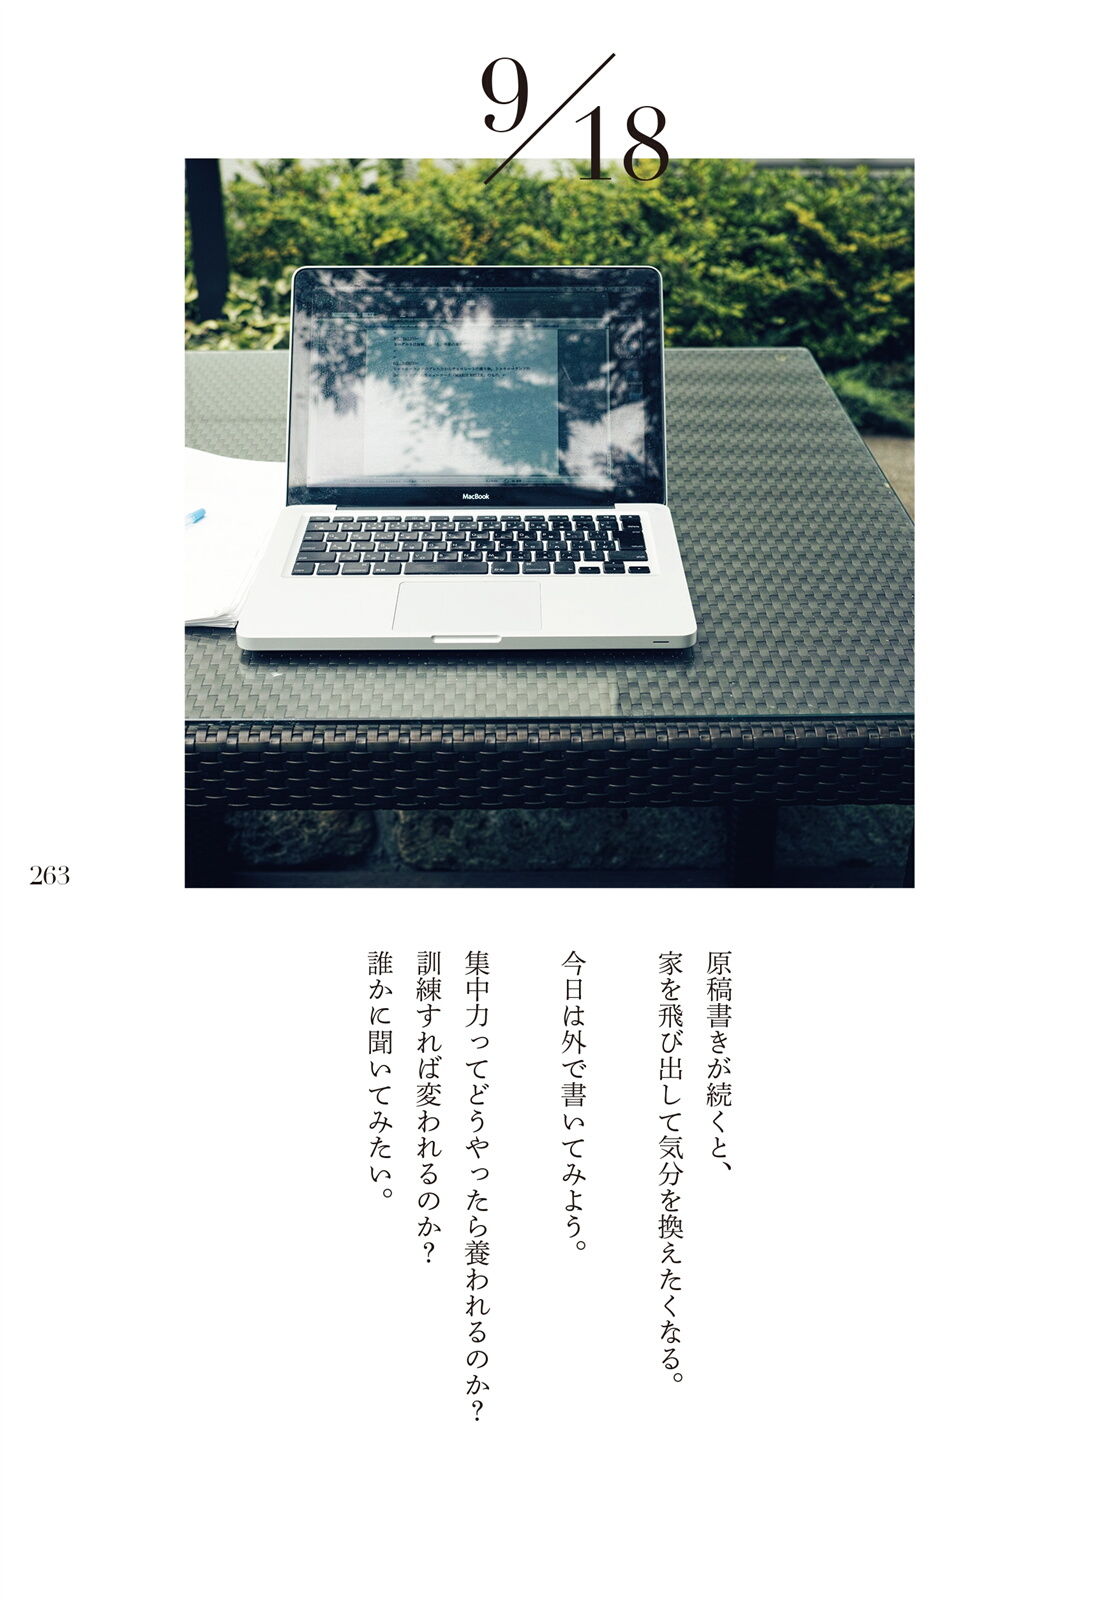 9/18
MacBook
263
原稿書きが続くと、
家を飛び出して気分を換えたくなる。
今日は外で書いてみよう。
集中力ってどうやったら養われるのか？
訓練すれば変われるのか？
誰かに聞いてみたい。